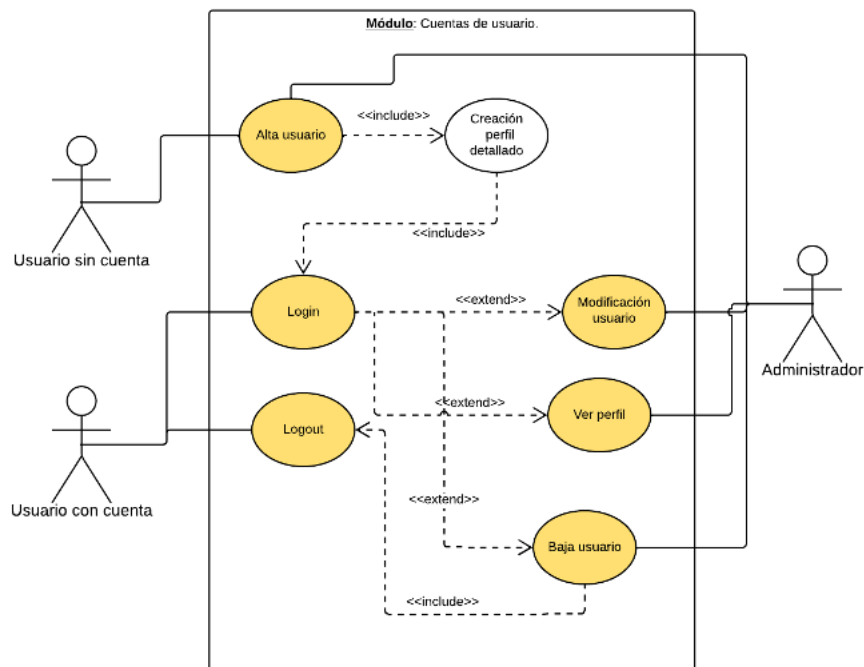 Módulo: Cuentas de usuario.
<<include>>
Alta usuario
Creación
perfil
detallado
<<include>>
Usuario sin cuenta
<<extend>>
Login
Modificación
usuario
Administrador
<<extend>>
Ver perfil
Logout
<<extend>>
Usuario con cuenta
Baja usuario
<<include>>